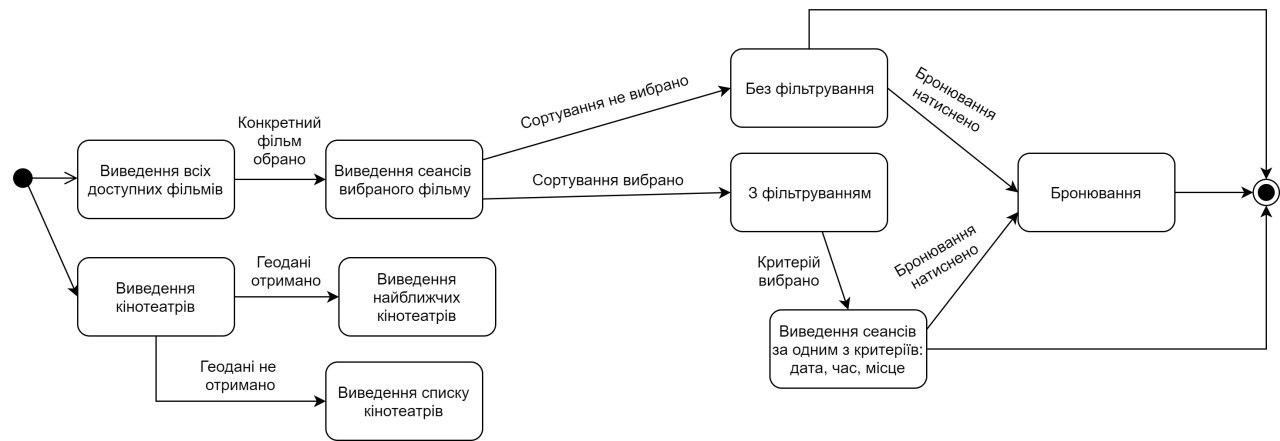 Виведення всіх
доступних фільмів
Конкретний
фільм
обрано
Виведення сеансів
вибраного фільму
Сортування не вибрано
Без фільтрування
Бронювання
натиснено
Сортування вибрано
З фільтруванням
Бронювання
Критерій
вибрано
Бронювання
натиснено
Виведення сеансів
за одним з критеріїв:
дата, час, місце
Виведення
кінотеатрів
Геодані
отримано
Виведення
найближчих
кінотеатрів
Геодані не
отримано
Виведення списку
кінотеатрів